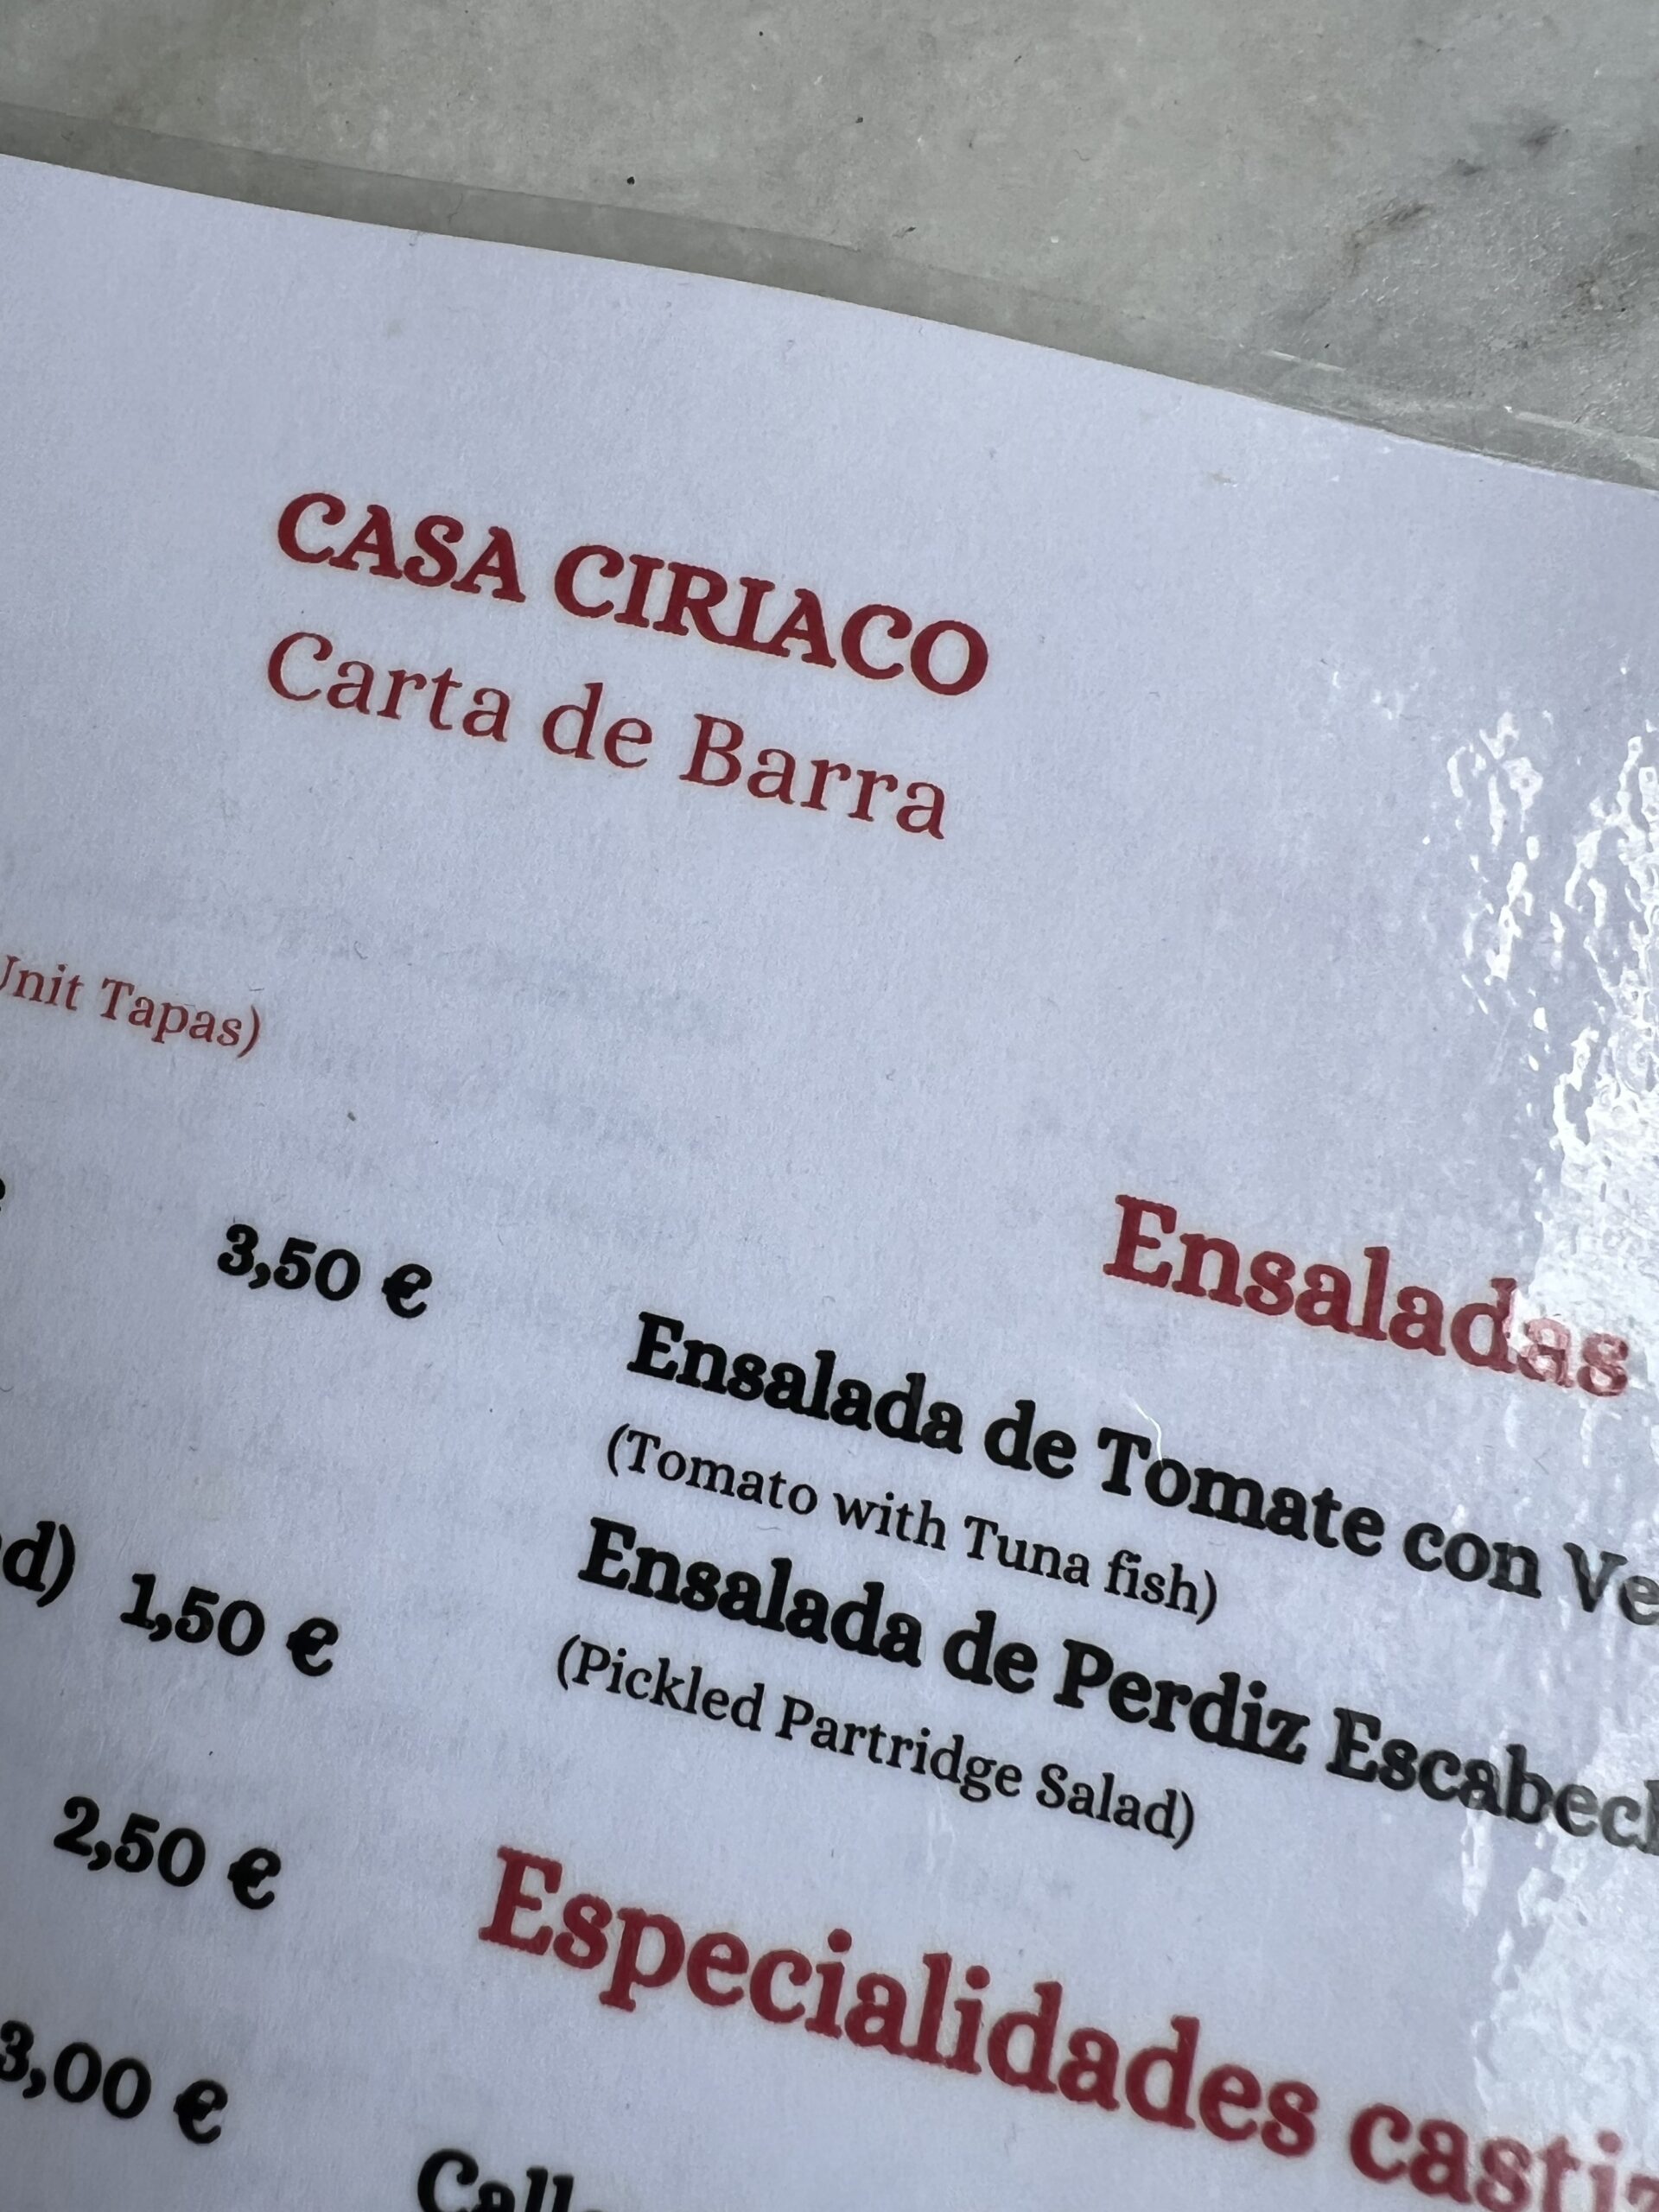 CASA CIRIACO
Carta de Barra
Unit Tapas)
3,50 €
1,50 €
2,50 €
3,00 €
Ensaladas
Ensalada de Tomate con
(Tomato with Tuna fish)
Ensalada de Perdiz
(Pickled Partridge Salad)
Especialidades